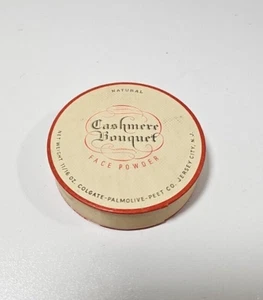 NATURAL
Cashmere
Bouquet
FACE POWDER
NET WEIGHT 11/16 OZ. COLGATE-PALMOLIVE-PEET CO. JERSEY CITY, N.J.